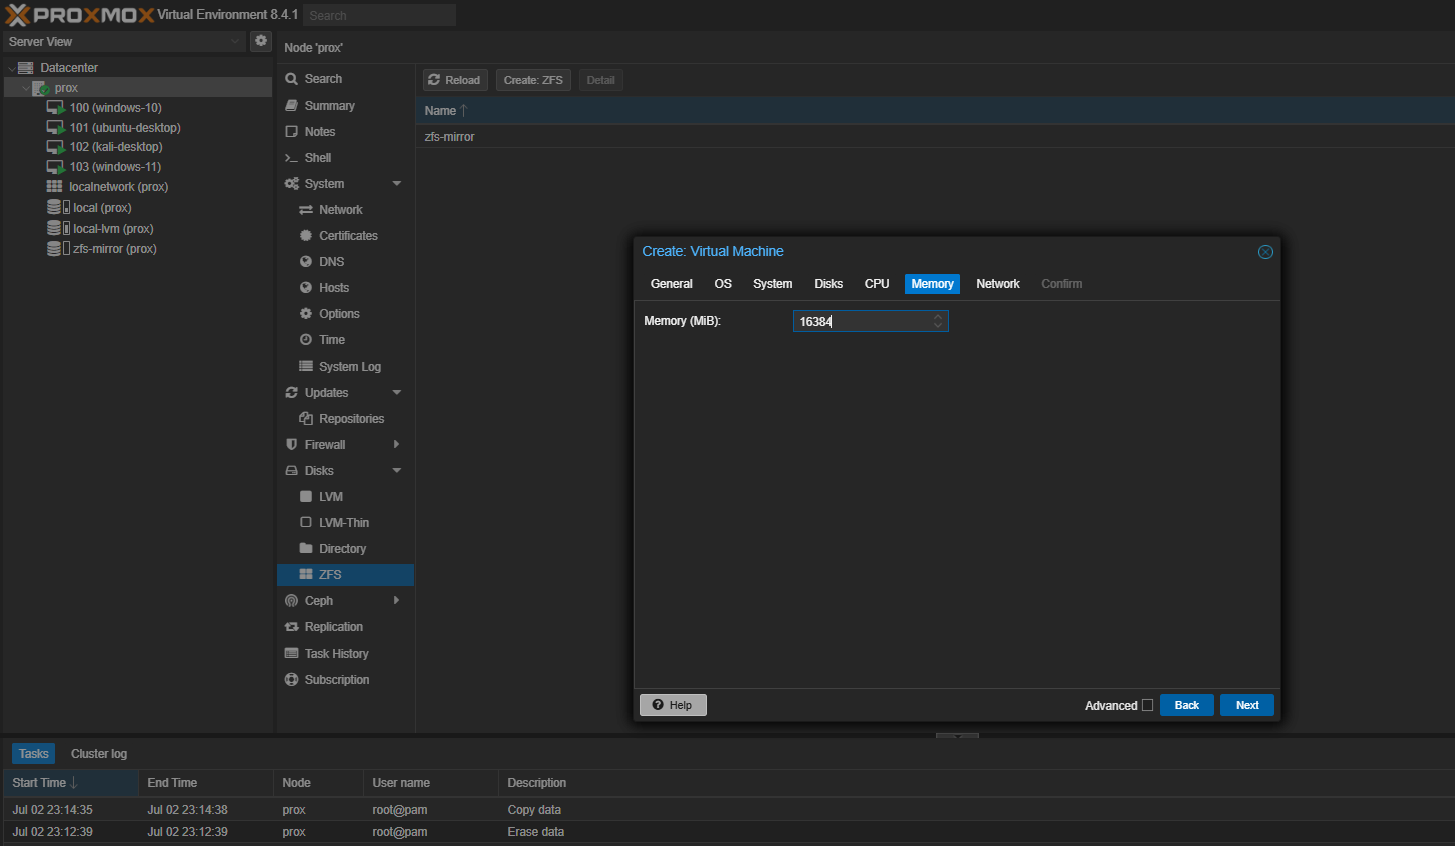 PROXMOX Virtual Environment 8.4.1 Search
Server View
Datacenter
prox
100 (windows-10)
101 (ubuntu-desktop)
102 (kali-desktop)
103 (windows-11)
localnetwork (prox)
local (prox)
local-lvm (prox)
zfs-mirror (prox)
Node 'prox'
Search
Summary
Notes
Shell
System
Network
Certificates
DNS
Hosts
Options
Time
System Log
Updates
Repositories
Firewall
Disks
LVM
LVM-Thin
Directory
ZFS
Ceph
Replication
Task History
Subscription
Reload Create: ZFS Detail
Name
zfs-mirror
Create: Virtual Machine
General OS System Disks CPU Memory Network Confirm
Memory (MiB): 16384
Help Advanced Back Next
Tasks Cluster log
Start Time End Time Node User name Description
Jul 02 23:14:35 Jul 02 23:14:38 prox root@pam Copy data
Jul 02 23:12:39 Jul 02 23:12:39 prox root@pam Erase data